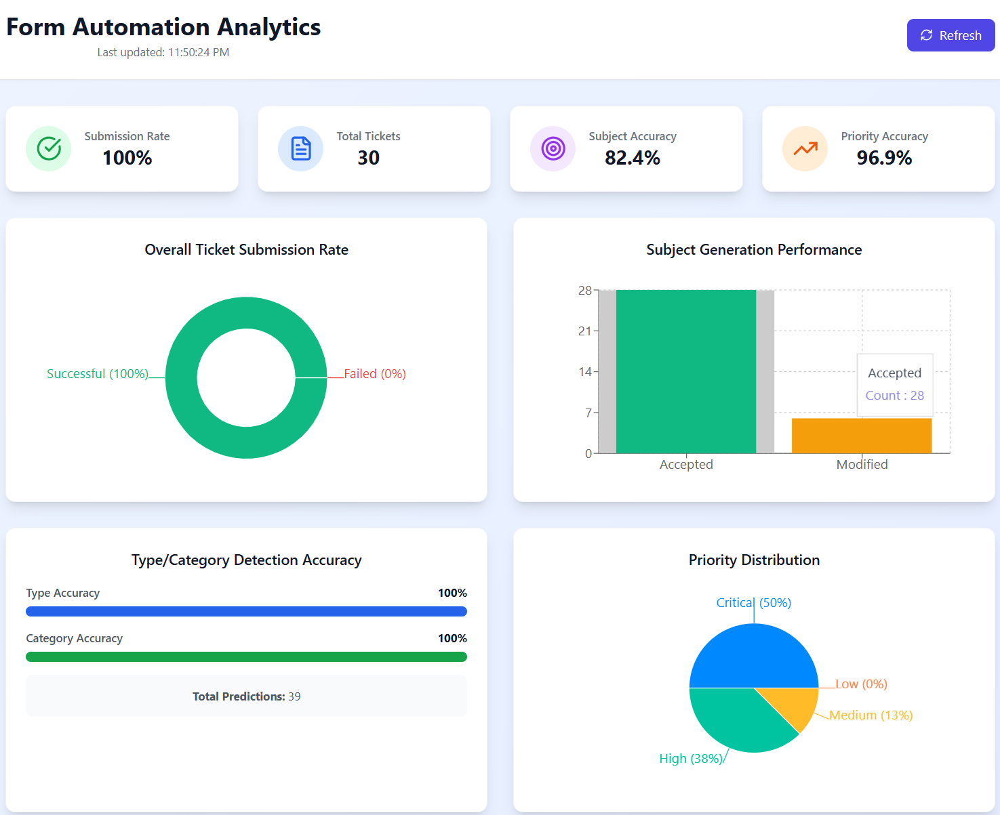 Form Automation Analytics
Last updated: 11:50:24 PM
Refresh
Submission Rate
100%
Total Tickets
30
Subject Accuracy
82.4%
Priority Accuracy
96.9%
Overall Ticket Submission Rate
Successful (100%)
Failed (0%)
Subject Generation Performance
28
21
14
7
0
Accepted
Count : 28
Accepted
Modified
Type/Category Detection Accuracy
Type Accuracy
100%
Category Accuracy
100%
Total Predictions: 39
Priority Distribution
Critical (50%)
Low (0%)
Medium (13%)
High (38%)